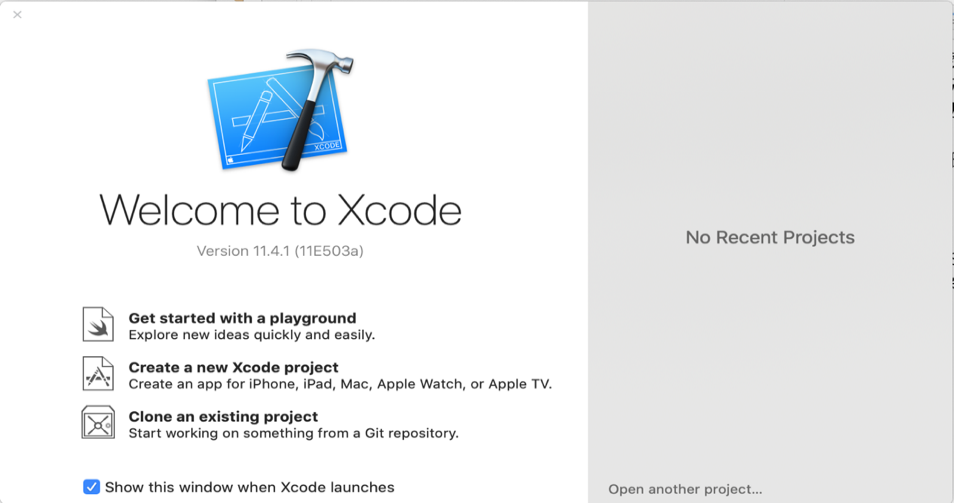 XCODE
Welcome to Xcode
Version 11.4.1 (11E503a)
Get started with a playground
Explore new ideas quickly and easily.
Create a new Xcode project
Create an app for iPhone, iPad, Mac, Apple Watch, or Apple TV.
Clone an existing project
Start working on something from a Git repository.
Show this window when Xcode launches
No Recent Projects
Open another project...